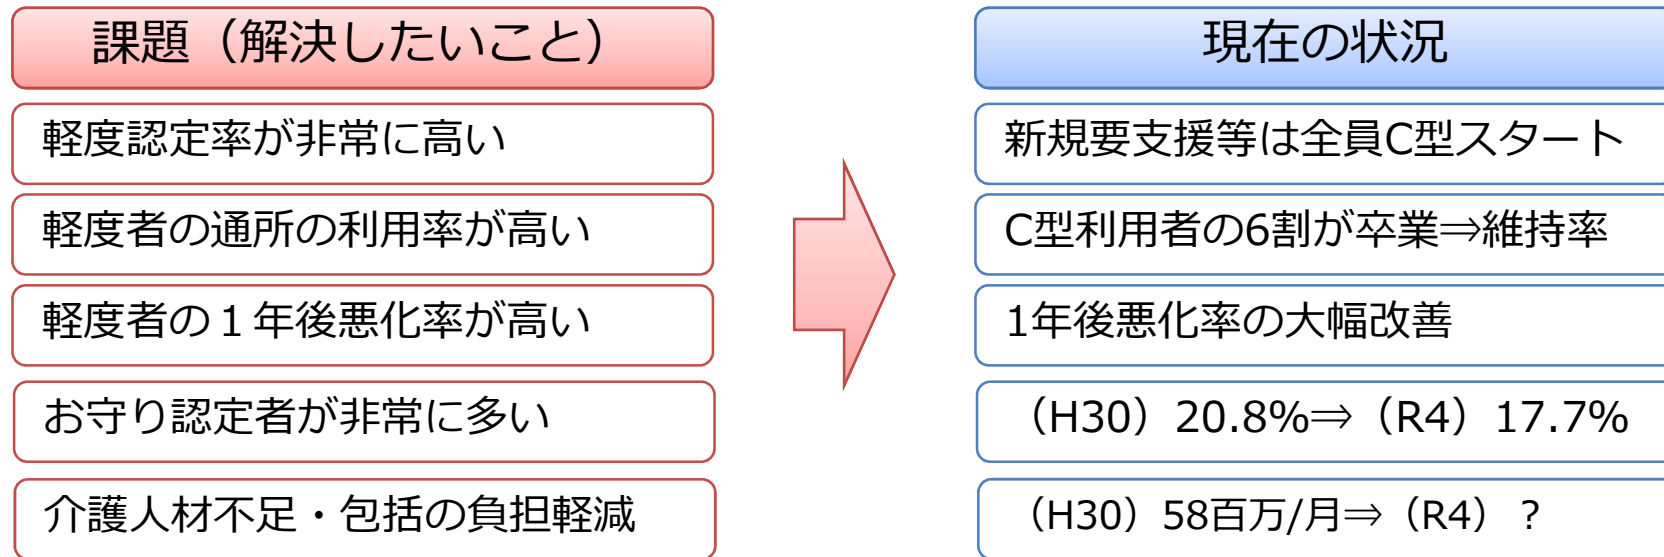 課題（解決したいこと）
軽度認定率が非常に高い
軽度者の通所の利用率が高い
軽度者の１年後悪化率が高い
お守り認定者が非常に多い
介護人材不足・包括の負担軽減
現在の状況
新規要支援等は全員C型スタート
C型利用者の6割が卒業⇒維持率
1年後悪化率の大幅改善
（H30）20.8%⇒（R4）17.7%
（H30）58百万/月⇒（R4）？